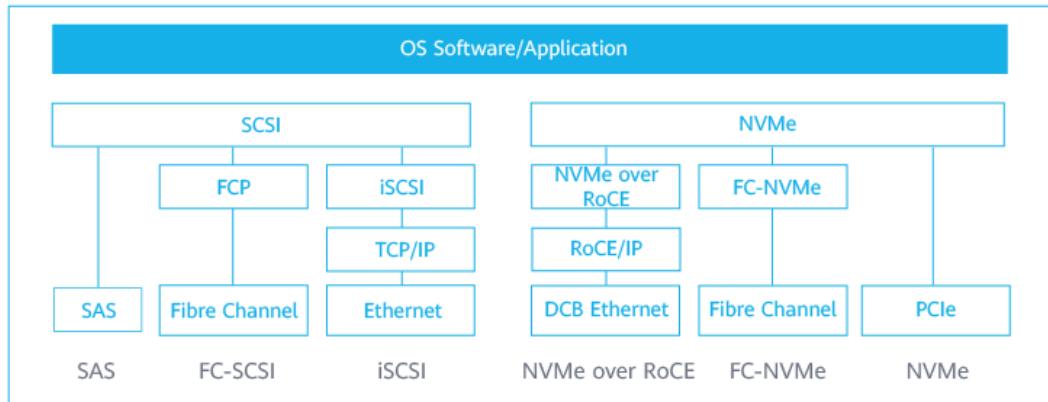 OS Software/Application
SCSI
NVMe
FCP
iSCSI
NVMe over
RoCE
FC-NVMe
TCP/IP
RoCE/IP
SAS
Fibre Channel
Ethernet
DCB Ethernet
Fibre Channel
PCIe
SAS
FC-SCSI
iSCSI
NVMe over RoCE
FC-NVMe
NVMe